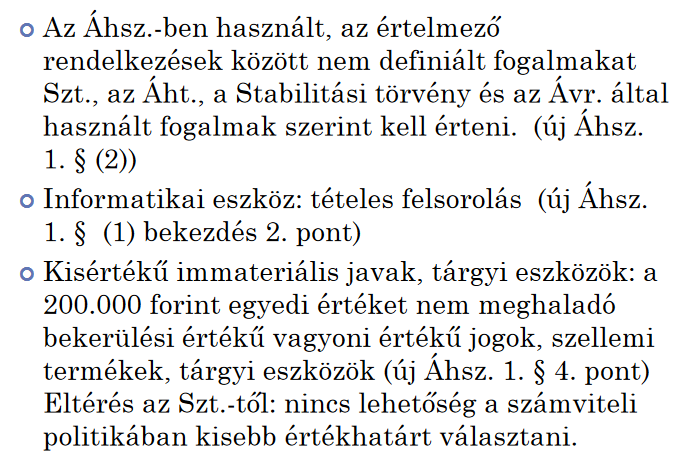 Az Áhsz.-ben használt, az értelmező
rendelkezések között nem definiált fogalmakat
Szt., az Áht., a Stabilitási törvény és az Ávr. által
használt fogalmak szerint kell érteni.  (új Áhsz.
1. § (2))
Informatikai eszköz: tételes felsorolás  (új Áhsz.
1. §  (1) bekezdés 2. pont)
Kisértékű immateriális javak, tárgyi eszközök: a
200.000 forint egyedi értéket nem meghaladó
bekerülési értékű vagyoni értékű jogok, szellemi
termékek, tárgyi eszközök (új Áhsz. 1. § 4. pont)
Eltérés az Szt.-től: nincs lehetőség a számviteli
politikában kisebb értékhatárt választani.